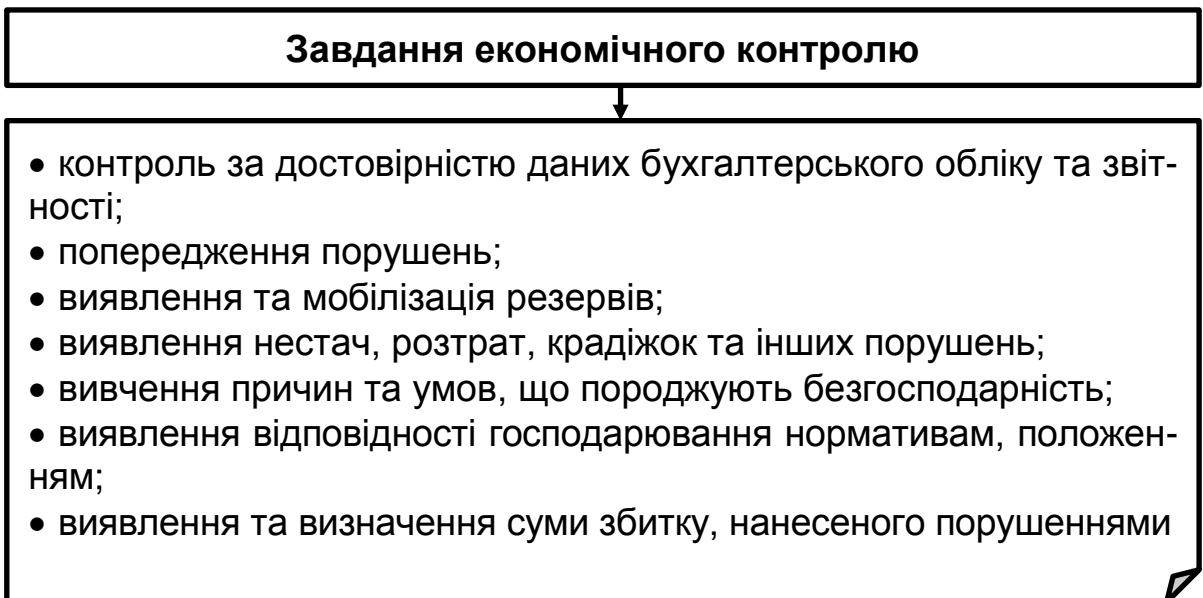 Завдання економічного контролю
• контроль за достовірністю даних бухгалтерського обліку та звіт-
ності;
• попередження порушень;
• виявлення та мобілізація резервів;
• виявлення нестач, розтрат, крадіжок та інших порушень;
• вивчення причин та умов, що породжують безгосподарність;
• виявлення відповідності господарювання нормативам, положен-
ням;
• виявлення та визначення суми збитку, нанесеного порушеннями